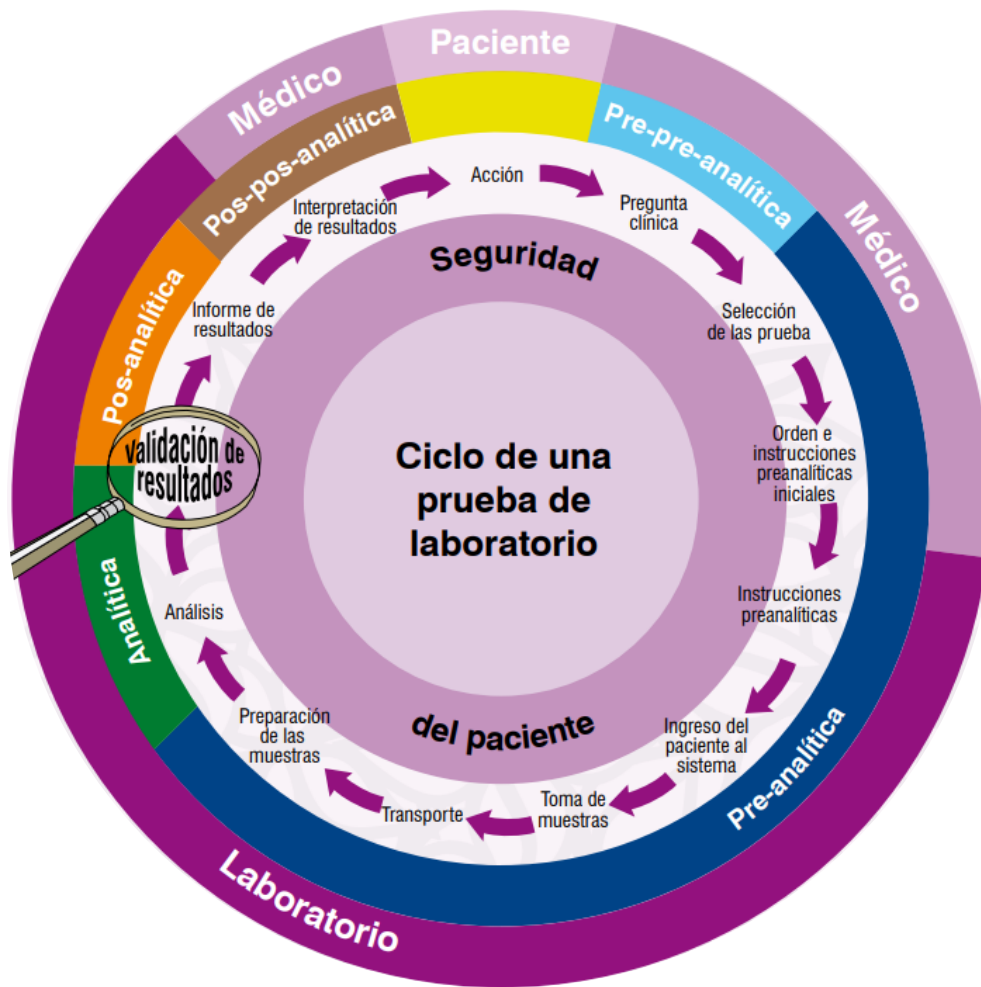 Paciente
Médico
Médico
Laboratorio
Pre-pre-analítica
Pre-analítica
Analítica
Pos-analítica
Pos-pos-analítica
Acción
Pregunta
clínica
Selección
de las prueba
Orden e
instrucciones
preanalíticas
iniciales
Instrucciones
preanalíticas
Ingreso del
paciente al
sistema
Toma de
muestras
Transporte
Preparación
de las
muestras
Análisis
Validación de
resultados
Informe de
resultados
Interpretación
de resultados
Seguridad
del paciente
Ciclo de una
prueba de
laboratorio